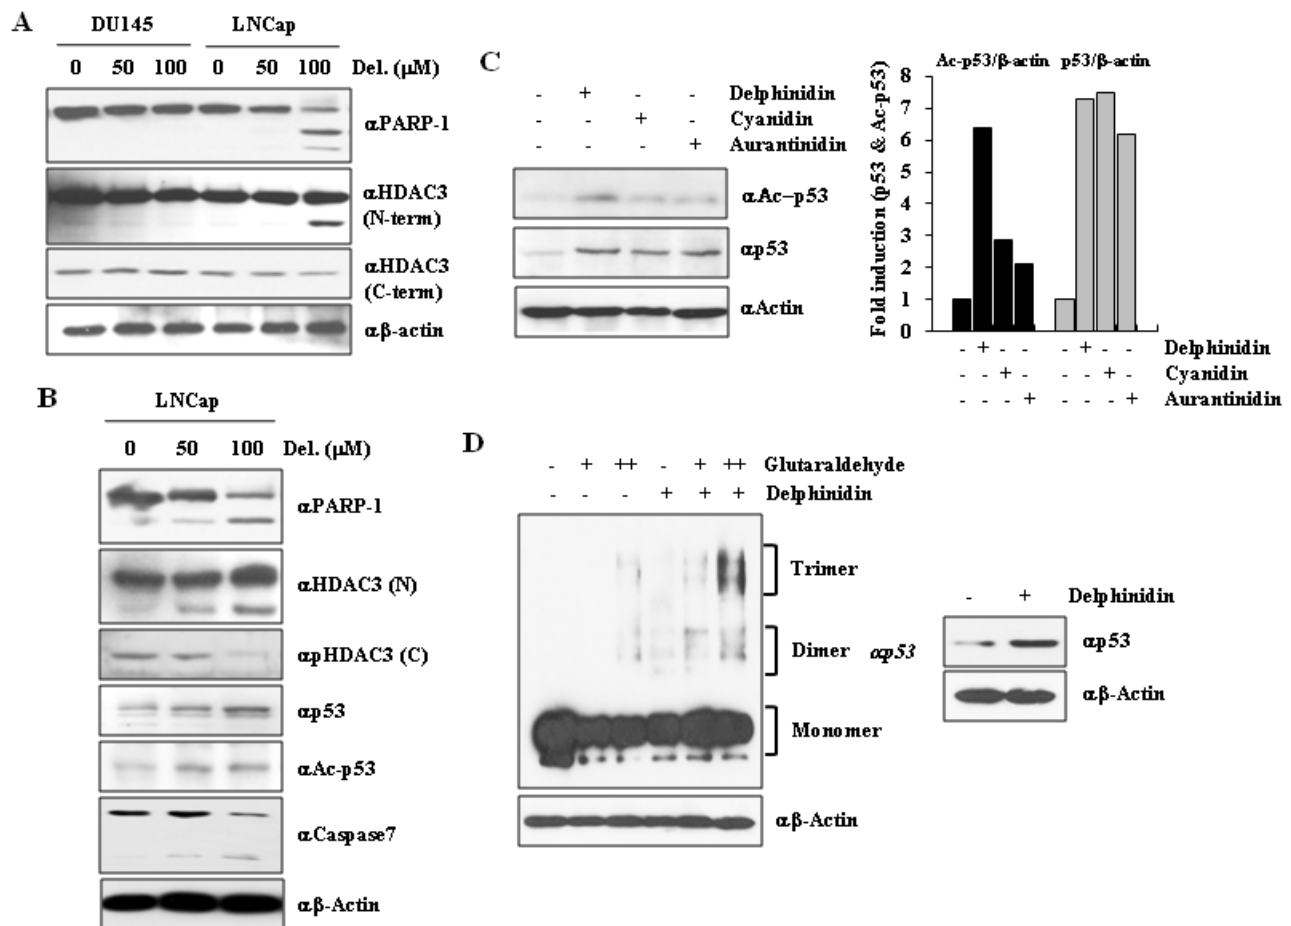 A
DU145 LNCap
0 50 100 0 50 100 Del. (μM)
αPARP-1
αHDAC3
(N-term)
αHDAC3
(C-term)
αβ-actin
B
LNCap
0 50 100 Del. (μM)
αPARP-1
αHDAC3 (N)
αpHDAC3 (C)
αp53
αAc-p53
αCaspase7
αβ-Actin
C
- + - - Delphinidin
- - + - Cyanidin
- - - + Aurantinidin
αAc-p53
αp53
αActin
Ac-p53/β-actin p53/β-actin
Fold induction (p53 & Ac-p53)
8
7
6
5
4
3
2
1
0
- + - - - + - - Delphinidin
- - + - - - + - Cyanidin
- - - + - - - + Aurantinidin
D
- + ++ - + ++ Glutaraldehyde
- - - + + + Delphinidin
Trimer
Dimer αp53
Monomer
αβ-Actin
- + Delphinidin
αp53
αβ-Actin